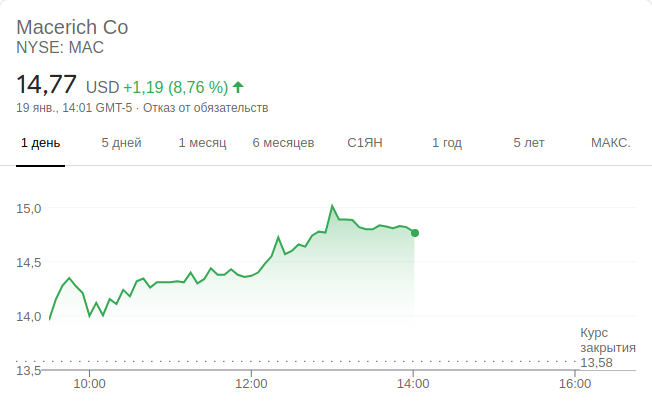 Macerich Co
NYSE: MAC
14,77 USD +1,19 (8,76 %)
19 янв., 14:01 GMT-5 · Отказ от обязательств
1 день 5 дней 1 месяц 6 месяцев С1ЯН 1 год 5 лет МАКС.
15,0
14,5
14,0
Курс
закрытия
13,58
13,5
10:00 12:00 14:00 16:00